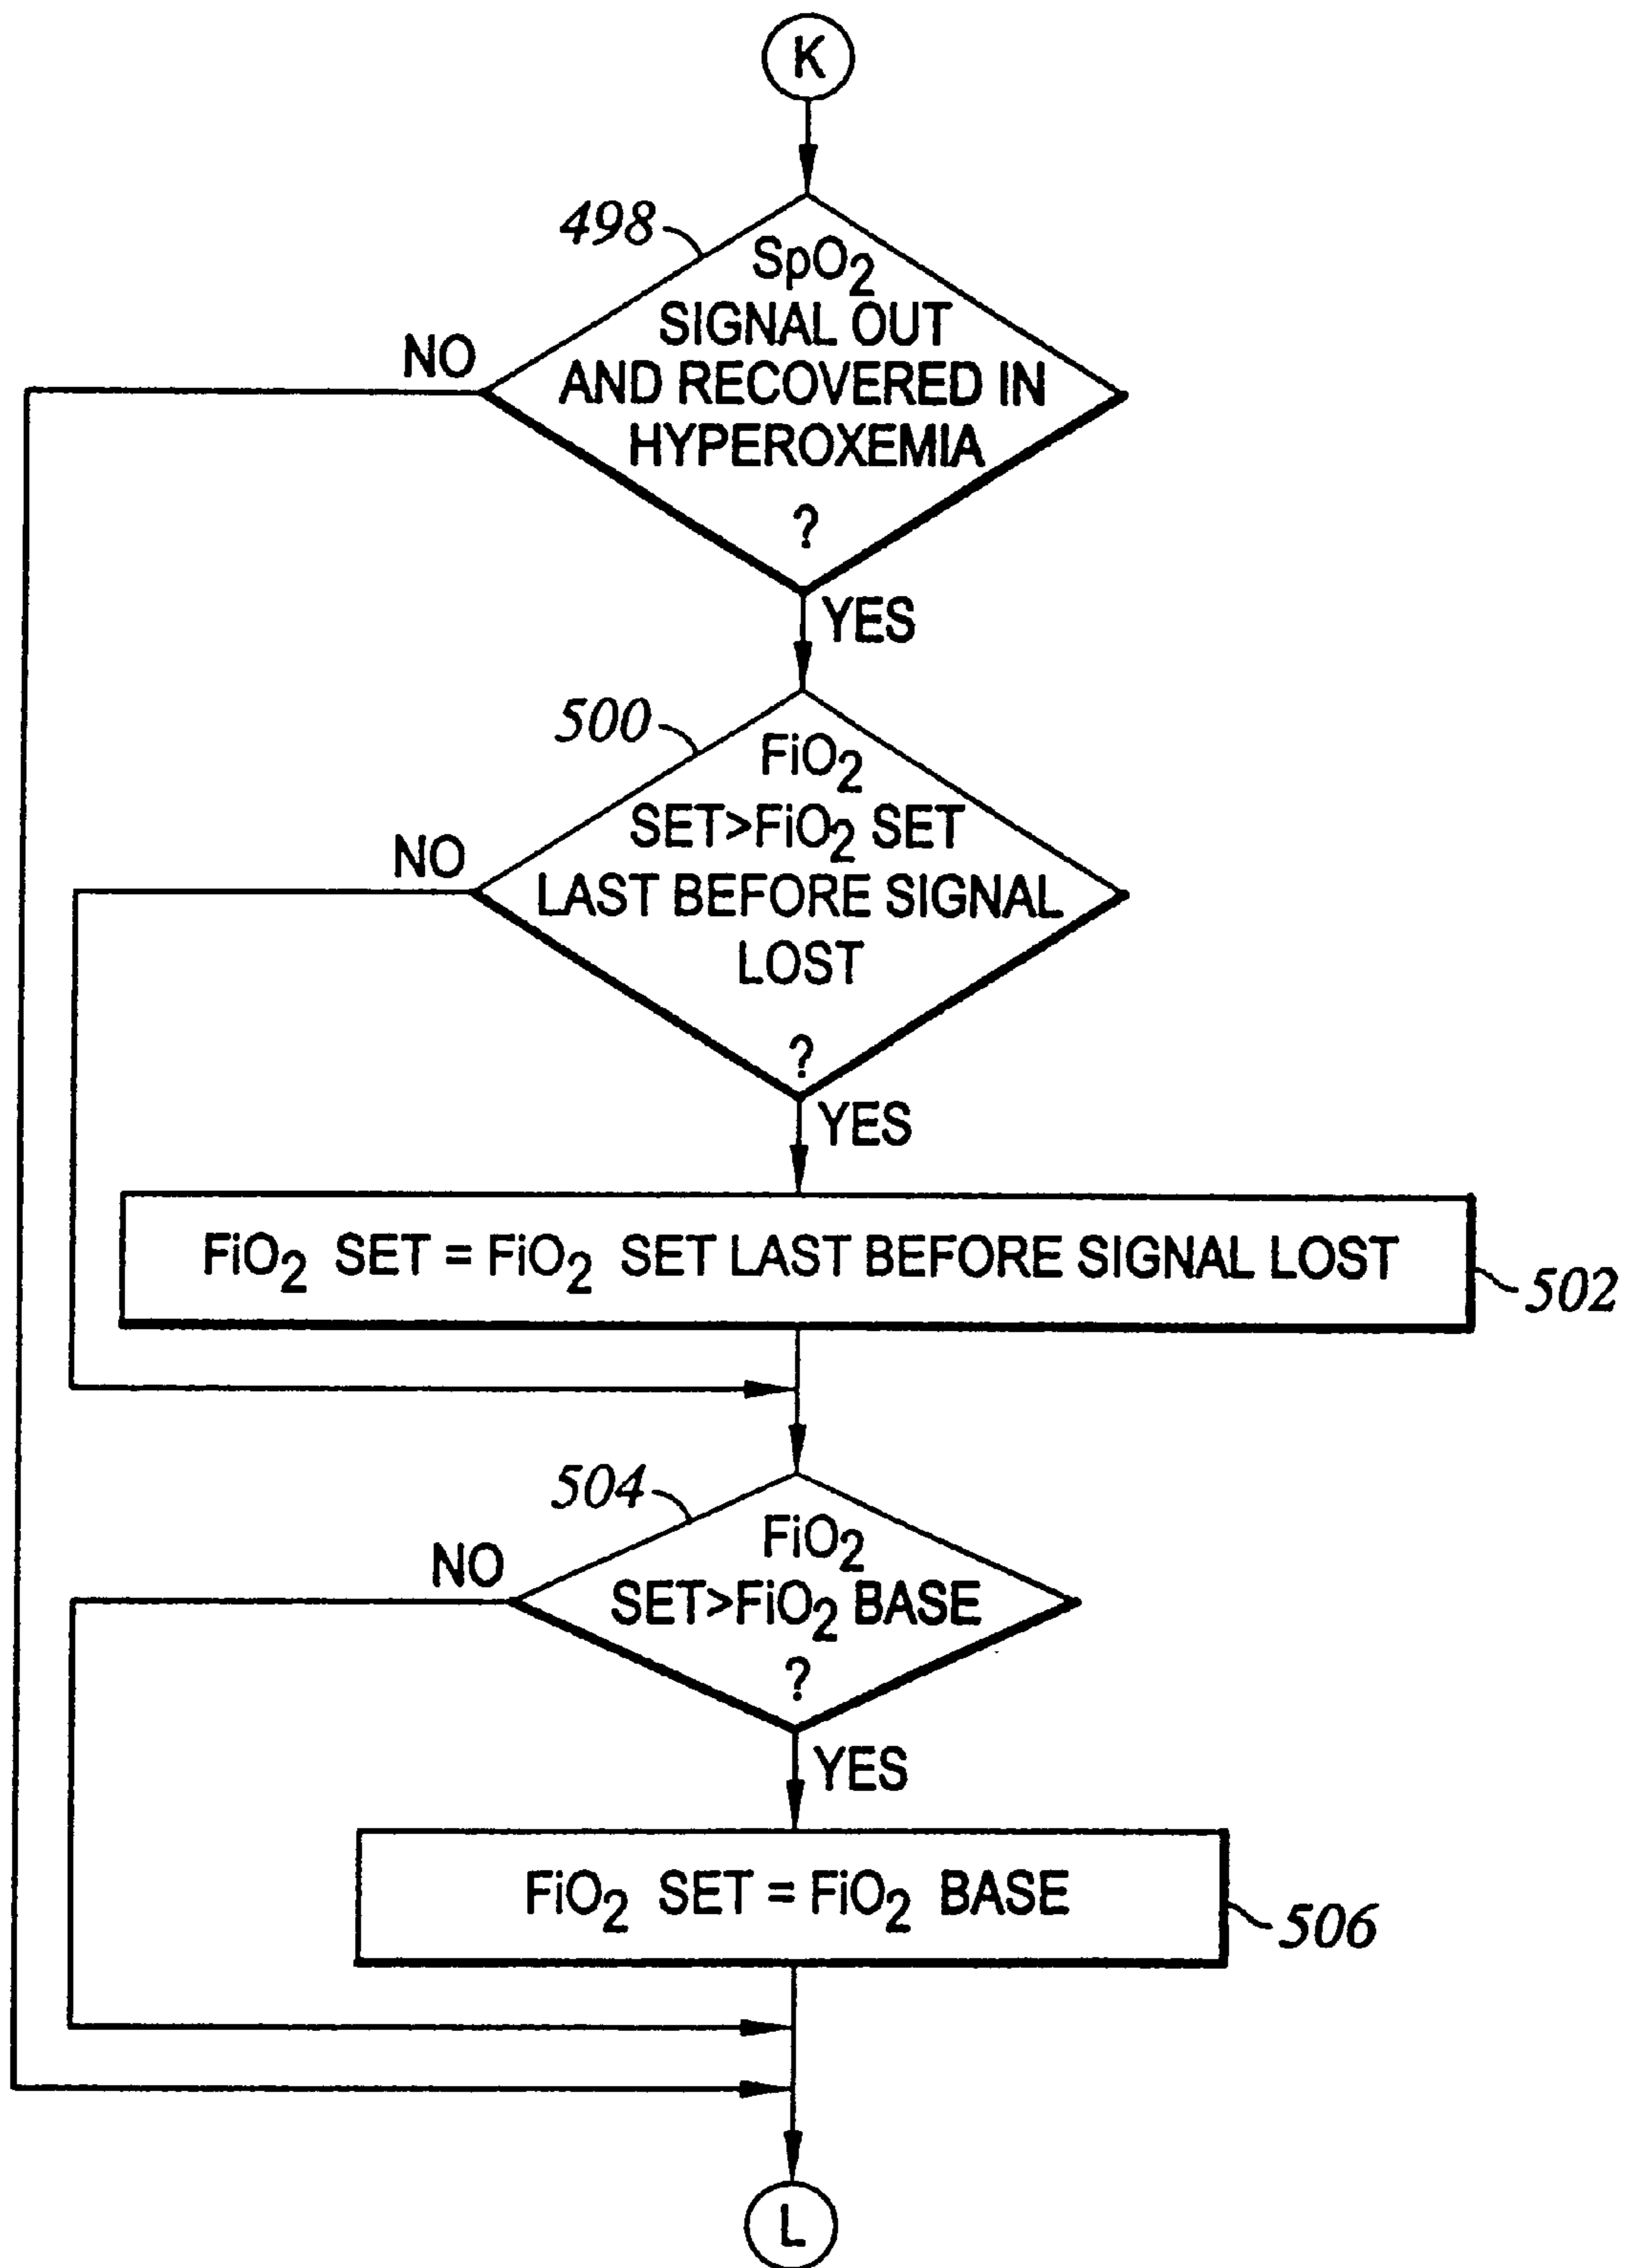 K
498
SpO2
SIGNAL OUT
AND RECOVERED IN
HYPEROXEMIA
?
NO
YES
500
FiO2
SET>FiO2 SET
LAST BEFORE SIGNAL
LOST
?
NO
YES
FiO2 SET = FiO2 SET LAST BEFORE SIGNAL LOST
502
504
FiO2
SET>FiO2 BASE
?
NO
YES
FiO2 SET = FiO2 BASE
506
L